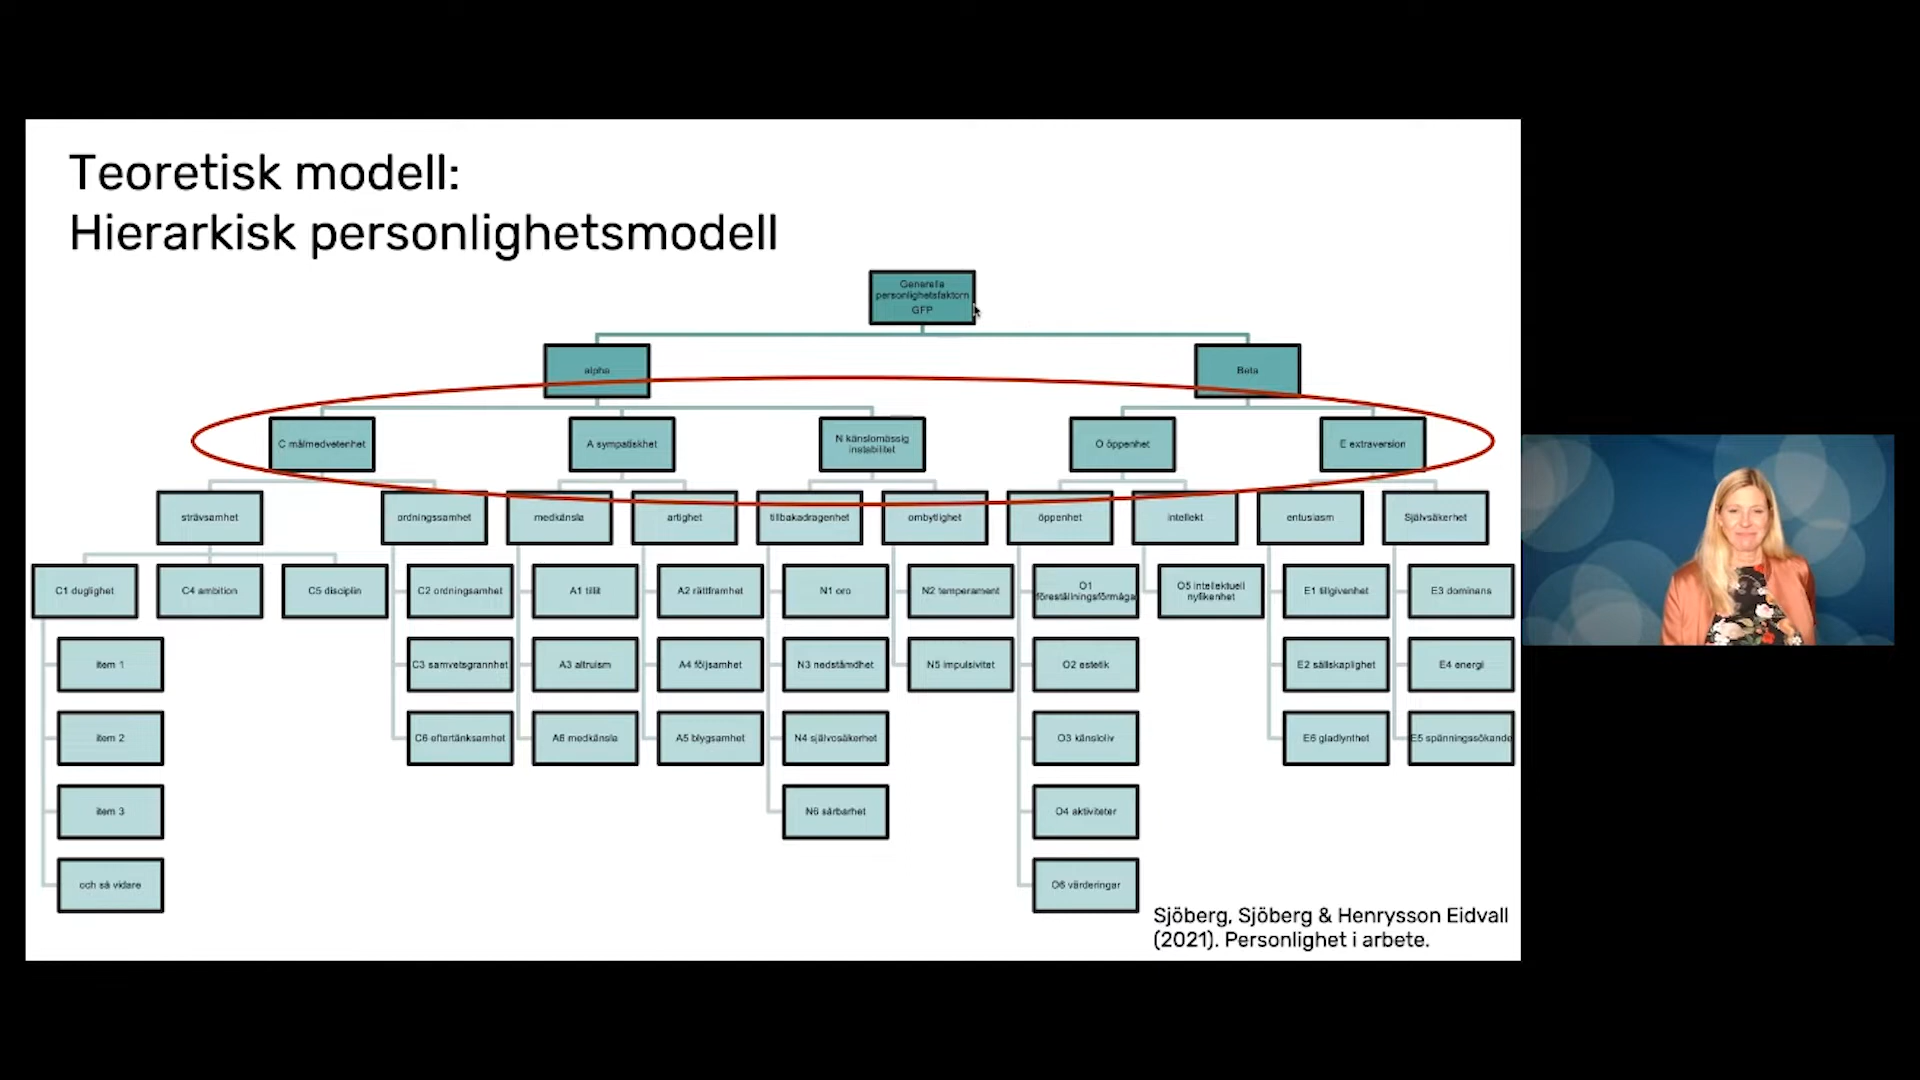 Teoretisk modell:
Hierarkisk personlighetsmodell
Generella
personlighetsfaktorn
GFP
alpha
Beta
C målmedvetenhet
A sympatiskhet
N känslomässig
instabilitet
O öppenhet
E extraversion
strävsamhet
ordningssamhet
medkänsla
artighet
tillbakadragenhet
ombytlighet
öppenhet
intellekt
entusiasm
Självsäkerhet
C1 duglighet
C4 ambition
C5 disciplin
C2 ordningsamhet
A1 tillit
A2 rättframhet
N1 oro
N2 temperament
O1
föreställningsförmåga
O5 intellektuell
nyfikenhet
E1 tillgivenhet
E3 dominans
item 1
C3 samvetsgrannhet
A3 altruism
A4 följsamhet
N3 nedstämdhet
N5 impulsivitet
O2 estetik
E2 sällskaplighet
E4 energi
item 2
C6 eftertänksamhet
A6 medkänsla
A5 blygsamhet
N4 självosäkerhet
O3 känsloliv
E6 gladlynthet
E5 spänningssökande
item 3
N6 sårbarhet
O4 aktiviteter
och så vidare
O6 värderingar
Sjöberg, Sjöberg & Henrysson Eidvall
(2021). Personlighet i arbete.